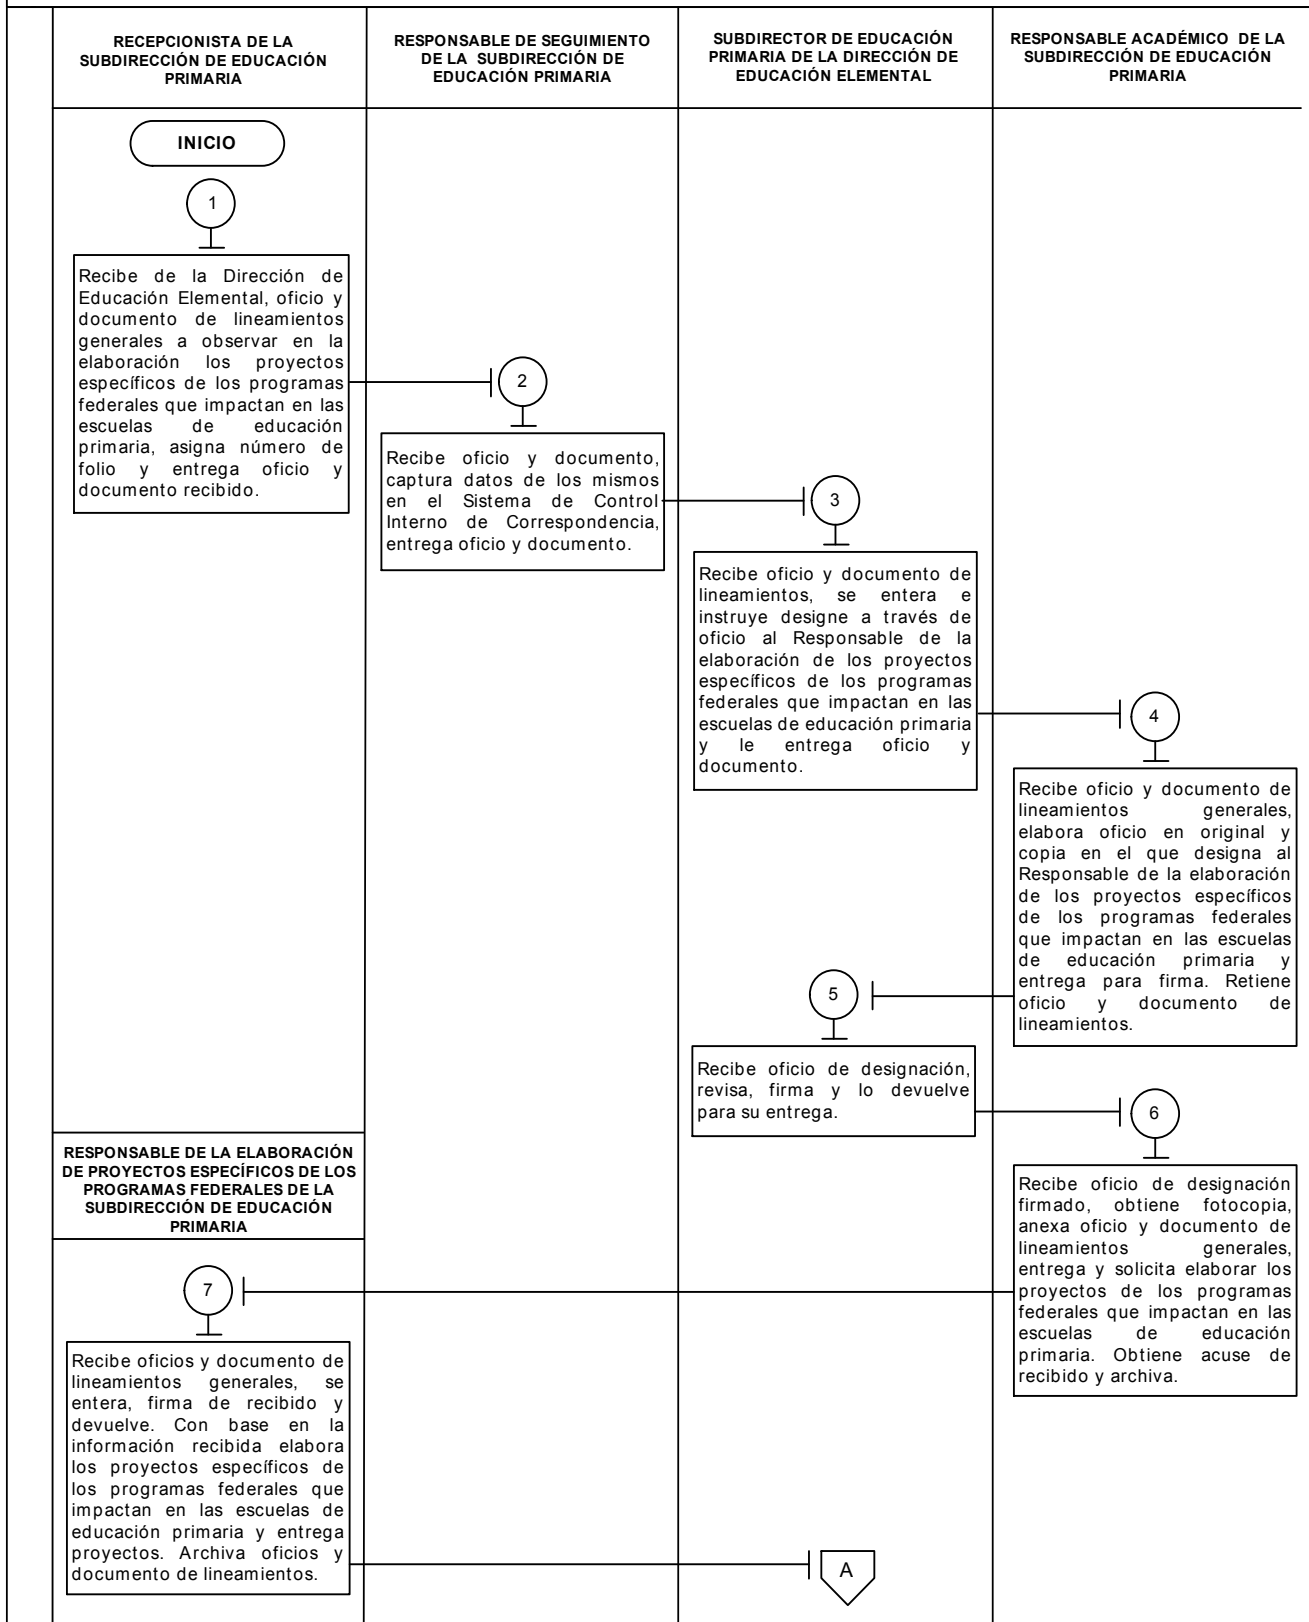 RECEPCIONISTA DE LA
SUBDIRECCIÓN DE EDUCACIÓN
PRIMARIA
RESPONSABLE DE SEGUIMIENTO
DE LA SUBDIRECCIÓN DE
EDUCACIÓN PRIMARIA
SUBDIRECTOR DE EDUCACIÓN
PRIMARIA DE LA DIRECCIÓN DE
EDUCACIÓN ELEMENTAL
RESPONSABLE ACADÉMICO DE LA
SUBDIRECCIÓN DE EDUCACIÓN
PRIMARIA
INICIO
1
Recibe de la Dirección de
Educación Elemental, oficio y
documento de lineamientos
generales a observar en la
elaboración los proyectos
específicos de los programas
federales que impactan en las
escuelas de educación
primaria, asigna número de
folio y entrega oficio y
documento recibido.
2
Recibe oficio y documento,
captura datos de los mismos
en el Sistema de Control
Interno de Correspondencia,
entrega oficio y documento.
3
Recibe oficio y documento de
lineamientos, se entera e
instruye designe a través de
oficio al Responsable de la
elaboración de los proyectos
específicos de los programas
federales que impactan en las
escuelas de educación primaria
y le entrega oficio y
documento.
4
Recibe oficio y documento de
lineamientos generales,
elabora oficio en original y
copia en el que designa al
Responsable de la elaboración
de los proyectos específicos
de los programas federales
que impactan en las escuelas
de educación primaria y
entrega para firma. Retiene
oficio y documento de
lineamientos.
5
Recibe oficio de designación,
revisa, firma y lo devuelve
para su entrega.
6
Recibe oficio de designación
firmado, obtiene fotocopia,
anexa oficio y documento de
lineamientos generales,
entrega y solicita elaborar los
proyectos de los programas
federales que impactan en las
escuelas de educación
primaria. Obtiene acuse de
recibido y archiva.
RESPONSABLE DE LA ELABORACIÓN
DE PROYECTOS ESPECÍFICOS DE LOS
PROGRAMAS FEDERALES DE LA
SUBDIRECCIÓN DE EDUCACIÓN
PRIMARIA
7
Recibe oficios y documento de
lineamientos generales, se
entera, firma de recibido y
devuelve. Con base en la
información recibida elabora
los proyectos específicos de
los programas federales que
impactan en las escuelas de
educación primaria y entrega
proyectos. Archiva oficios y
documento de lineamientos.
A